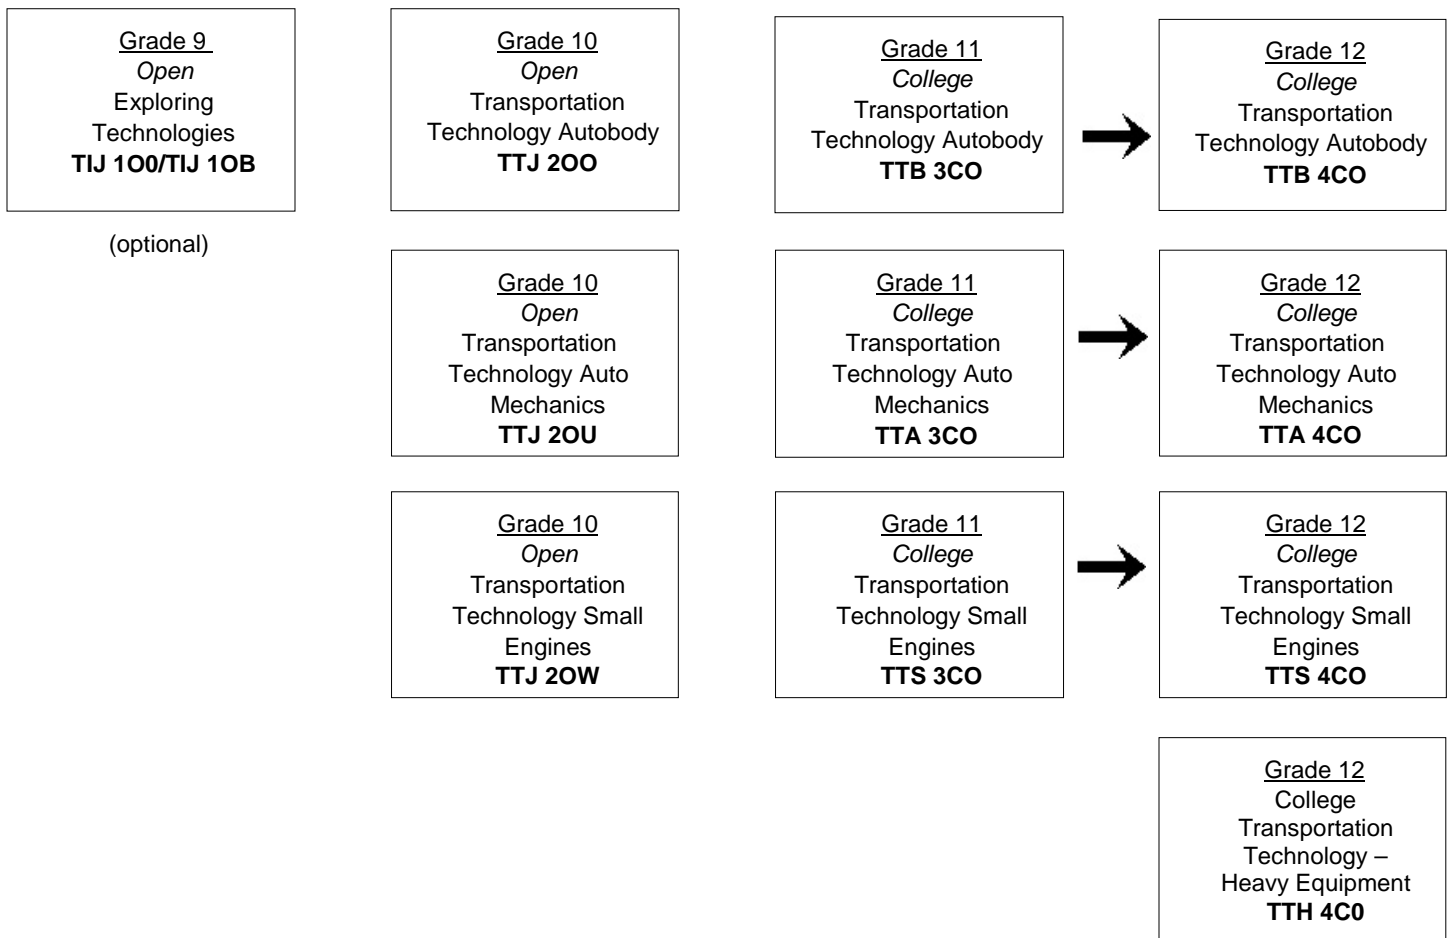 Grade 9
Open
Exploring
Technologies
TIJ 1O0/TIJ 1OB
(optional)
Grade 10
Open
Transportation
Technology Autobody
TTJ 2OO
Grade 11
College
Transportation
Technology Autobody
TTB 3CO
Grade 12
College
Transportation
Technology Autobody
TTB 4CO
Grade 10
Open
Transportation
Technology Auto
Mechanics
TTJ 2OU
Grade 11
College
Transportation
Technology Auto
Mechanics
TTA 3CO
Grade 12
College
Transportation
Technology Auto
Mechanics
TTA 4CO
Grade 10
Open
Transportation
Technology Small
Engines
TTJ 2OW
Grade 11
College
Transportation
Technology Small
Engines
TTS 3CO
Grade 12
College
Transportation
Technology Small
Engines
TTS 4CO
Grade 12
College
Transportation
Technology –
Heavy Equipment
TTH 4C0